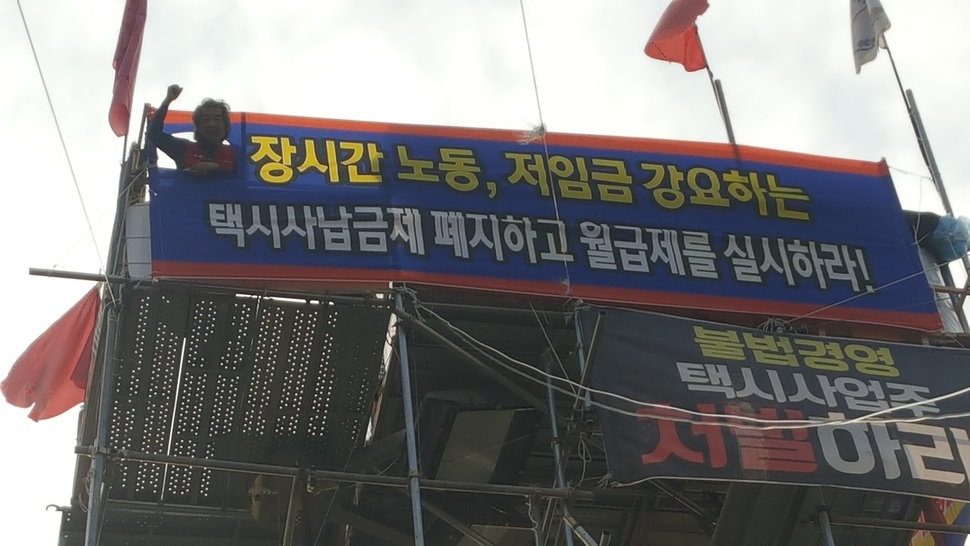 장시간 노동, 저임금 강요하는
택시사납금제 폐지하고 월급제를 실시하라!
불법경영
택시사업주
처벌하라